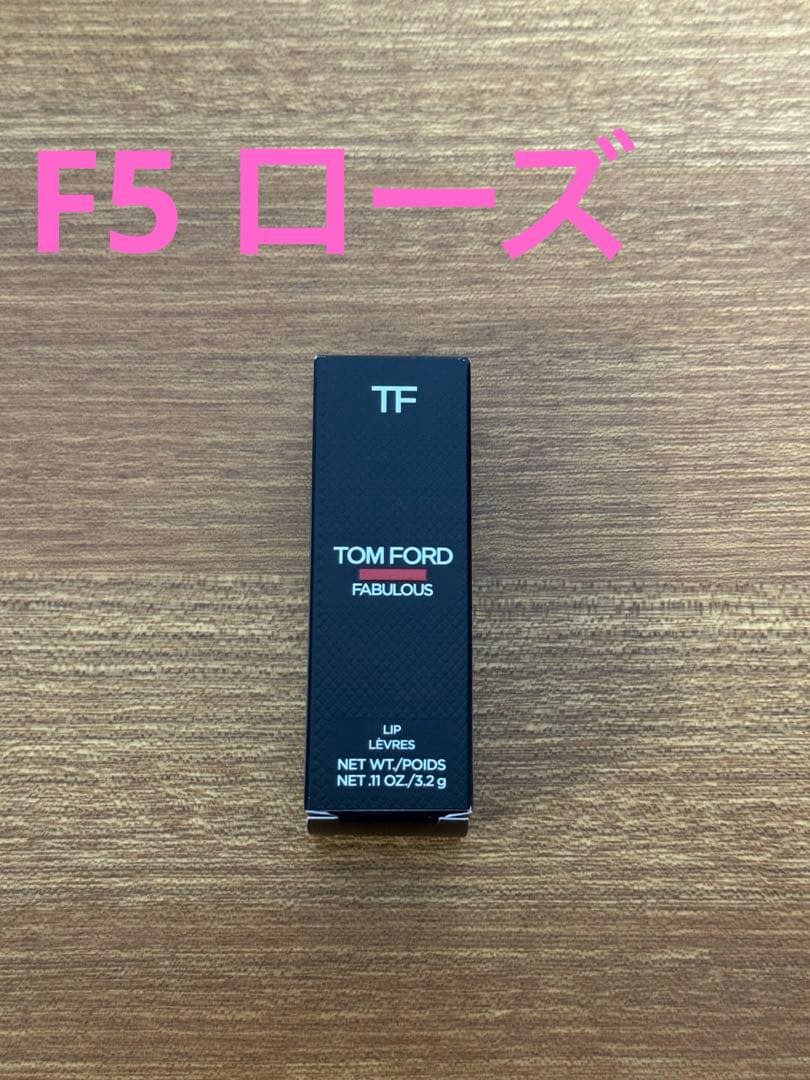 F5 ローズ
TF
TOM FORD
FABULOUS
LIP
LÈVRES
NET WT./POIDS
NET .11 OZ./3.2 g